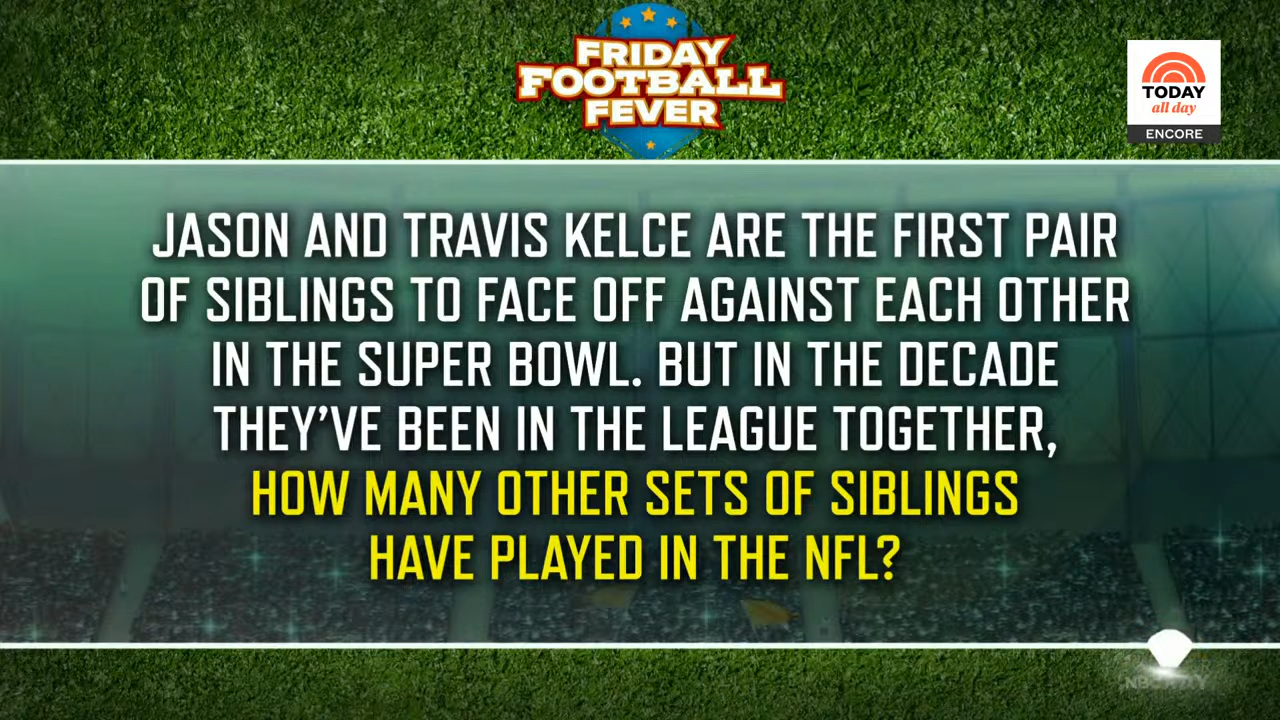 FRIDAY
FOOTBALL
FEVER
TODAY
all day
ENCORE
JASON AND TRAVIS KELCE ARE THE FIRST PAIR
OF SIBLINGS TO FACE OFF AGAINST EACH OTHER
IN THE SUPER BOWL. BUT IN THE DECADE
THEY'VE BEEN IN THE LEAGUE TOGETHER,
HOW MANY OTHER SETS OF SIBLINGS
HAVE PLAYED IN THE NFL?